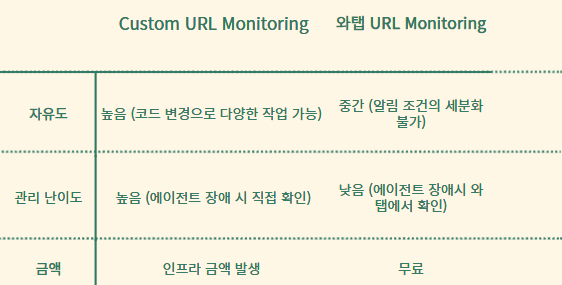 Custom URL Monitoring 와탭 URL Monitoring
자유도 높음 (코드 변경으로 다양한 작업 가능) 중간 (알림 조건의 세분화
불가)
관리 난이도 높음 (에이전트 장애 시 직접 확인) 낮음 (에이전트 장애시 와
탭에서 확인)
금액 인프라 금액 발생 무료